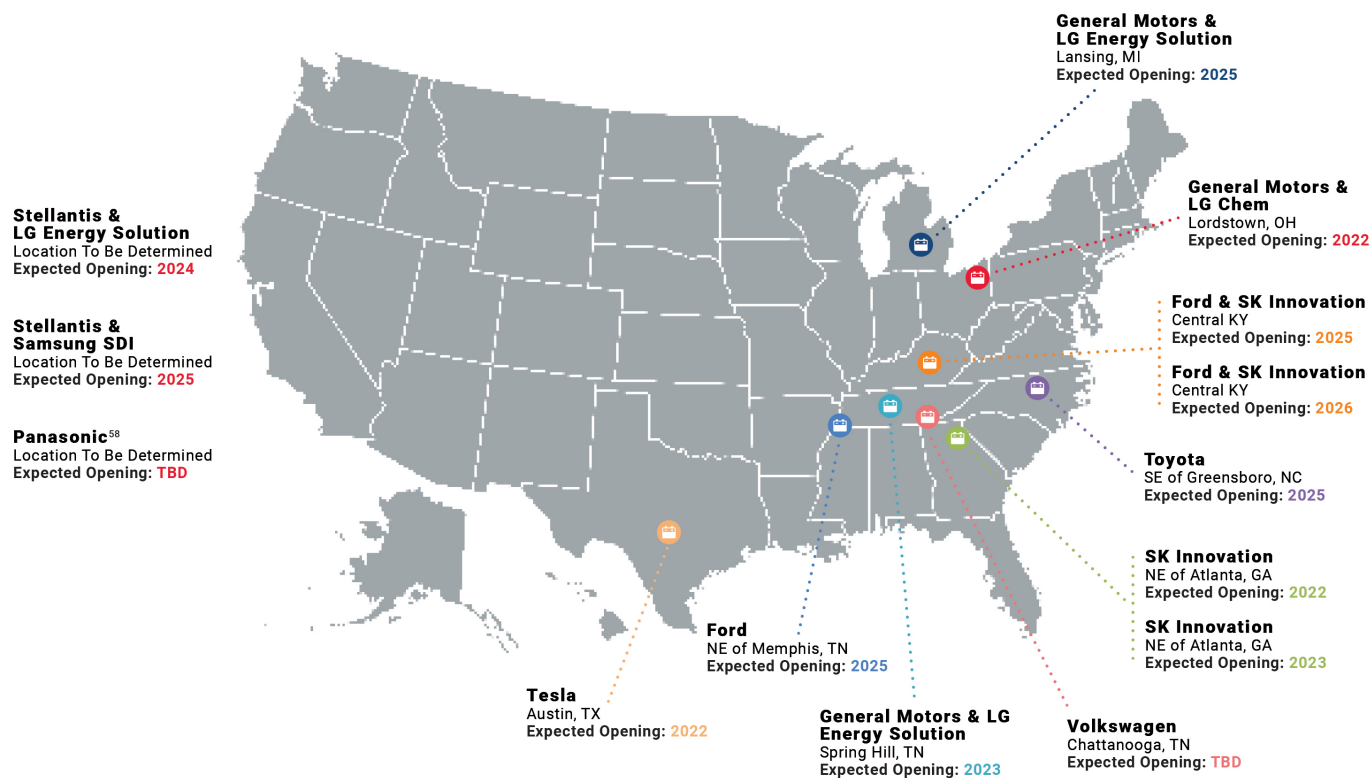 General Motors &
LG Energy Solution
Lansing, MI
Expected Opening: 2025
General Motors &
LG Chem
Lordstown, OH
Expected Opening: 2022
Stellantis &
LG Energy Solution
Location To Be Determined
Expected Opening: 2024
Stellantis &
Samsung SDI
Location To Be Determined
Expected Opening: 2025
Panasonic58
Location To Be Determined
Expected Opening: TBD
Ford & SK Innovation
Central KY
Expected Opening: 2025
Ford & SK Innovation
Central KY
Expected Opening: 2026
Toyota
SE of Greensboro, NC
Expected Opening: 2025
SK Innovation
NE of Atlanta, GA
Expected Opening: 2022
SK Innovation
NE of Atlanta, GA
Expected Opening: 2023
Ford
NE of Memphis, TN
Expected Opening: 2025
Tesla
Austin, TX
Expected Opening: 2022
General Motors & LG
Energy Solution
Spring Hill, TN
Expected Opening: 2023
Volkswagen
Chattanooga, TN
Expected Opening: TBD